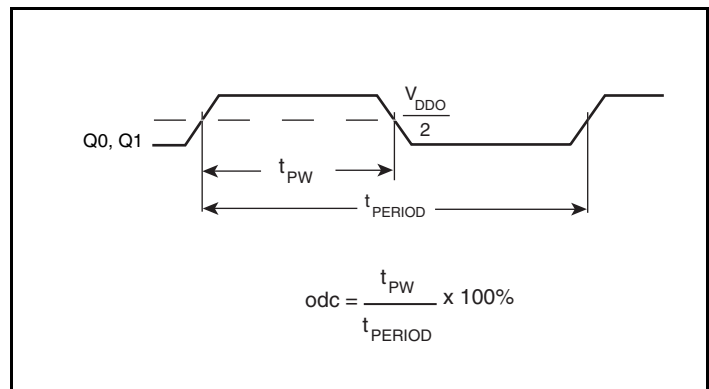 V_DDO
2
Q0, Q1
t_PW
t_PERIOD
odc = t_PW / t_PERIOD x 100%